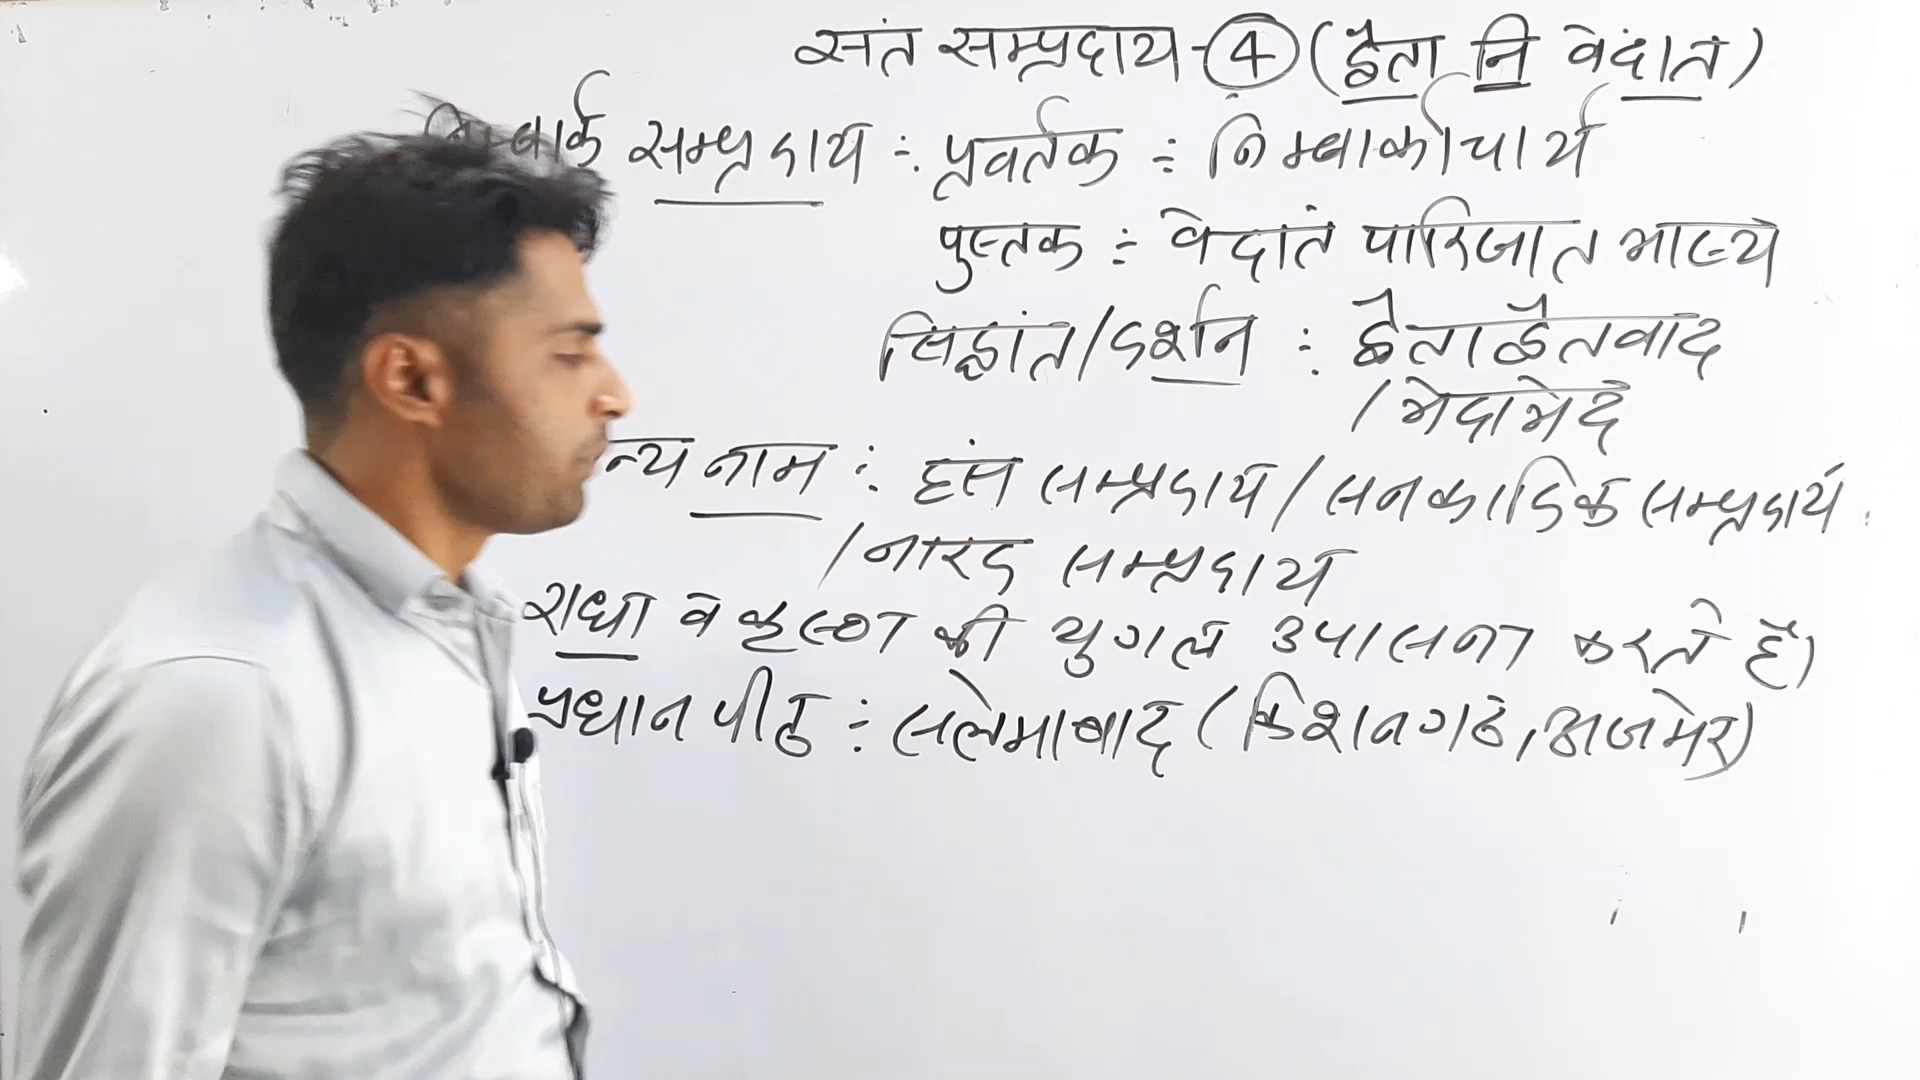 संत सम्प्रदाय-④ (द्वैता नि वेदांत)
सम्प्रदाय :- प्रवर्तक :- निम्बार्काचार्य
पुस्तक :- वेदांत पारिजात भाष्य
सिद्धांत/दर्शन : द्वैताद्वैतवाद
/भेदाभेद
नाम :- हंस सम्प्रदाय/सनकादिक सम्प्रदाय
/नारद सम्प्रदाय
राधा व कृष्ण की युगल उपासना करते है।
प्रधान पीठ :- सलेमाबाद (किशनगढ, अजमेर)